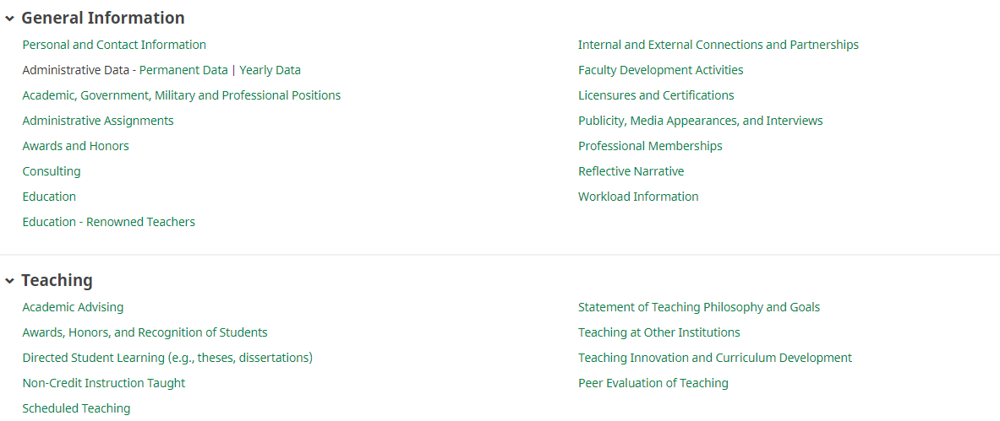 General Information
Personal and Contact Information
Administrative Data - Permanent Data | Yearly Data
Academic, Government, Military and Professional Positions
Administrative Assignments
Awards and Honors
Consulting
Education
Education - Renowned Teachers
Internal and External Connections and Partnerships
Faculty Development Activities
Licensures and Certifications
Publicity, Media Appearances, and Interviews
Professional Memberships
Reflective Narrative
Workload Information
Teaching
Academic Advising
Awards, Honors, and Recognition of Students
Directed Student Learning (e.g., theses, dissertations)
Non-Credit Instruction Taught
Scheduled Teaching
Statement of Teaching Philosophy and Goals
Teaching at Other Institutions
Teaching Innovation and Curriculum Development
Peer Evaluation of Teaching